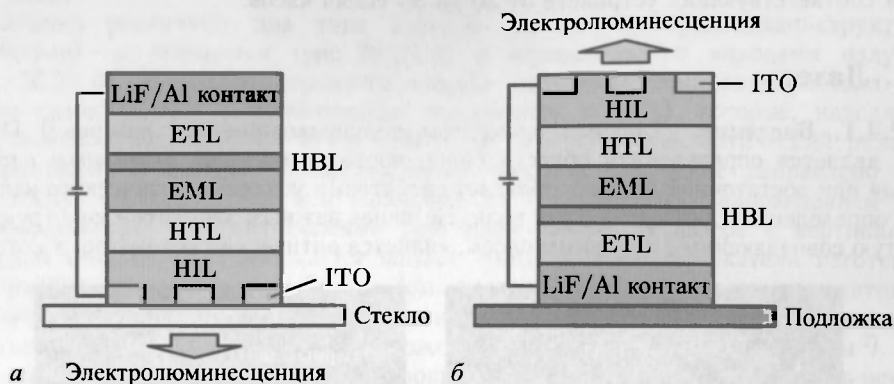 LiF/Al контакт
ETL
HBL
EML
HTL
HIL
ITO
Стекло
Электролюминесценция
а
Электролюминесценция
ITO
HIL
HTL
EML
HBL
ETL
LiF/Al контакт
Подложка
б